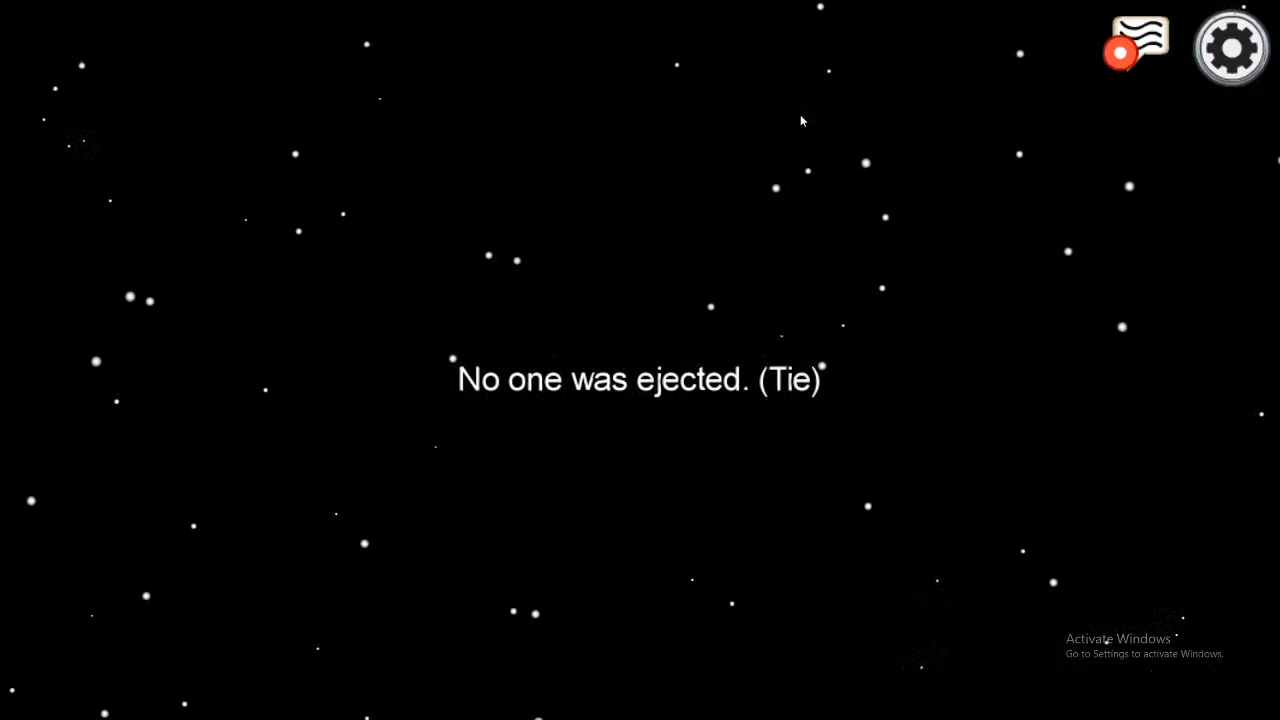 No one was ejected. (Tie)
Activate Windows
Go to Settings to activate Windows.